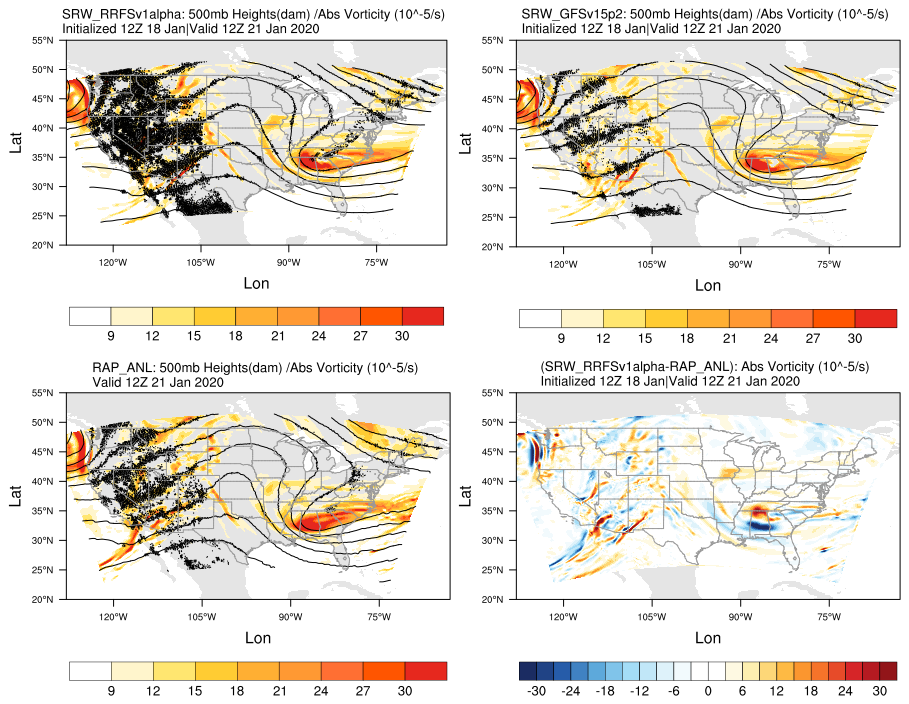 SRW_RRFSv1alpha: 500mb Heights(dam) /Abs Vorticity (10^-5/s)
Initialized 12Z 18 Jan|Valid 12Z 21 Jan 2020
55°N
50°N
45°N
40°N
35°N
30°N
25°N
20°N
Lat
120°W 105°W 90°W 75°W
Lon
9 12 15 18 21 24 27 30
SRW_GFSv15p2: 500mb Heights(dam) /Abs Vorticity (10^-5/s)
Initialized 12Z 18 Jan|Valid 12Z 21 Jan 2020
55°N
50°N
45°N
40°N
35°N
30°N
25°N
20°N
Lat
120°W 105°W 90°W 75°W
Lon
9 12 15 18 21 24 27 30
RAP_ANL: 500mb Heights(dam) /Abs Vorticity (10^-5/s)
Valid 12Z 21 Jan 2020
55°N
50°N
45°N
40°N
35°N
30°N
25°N
20°N
Lat
120°W 105°W 90°W 75°W
Lon
9 12 15 18 21 24 27 30
(SRW_RRFSv1alpha-RAP_ANL): Abs Vorticity (10^-5/s)
Initialized 12Z 18 Jan|Valid 12Z 21 Jan 2020
55°N
50°N
45°N
40°N
35°N
30°N
25°N
20°N
Lat
120°W 105°W 90°W 75°W
Lon
-30 -24 -18 -12 -6 0 6 12 18 24 30